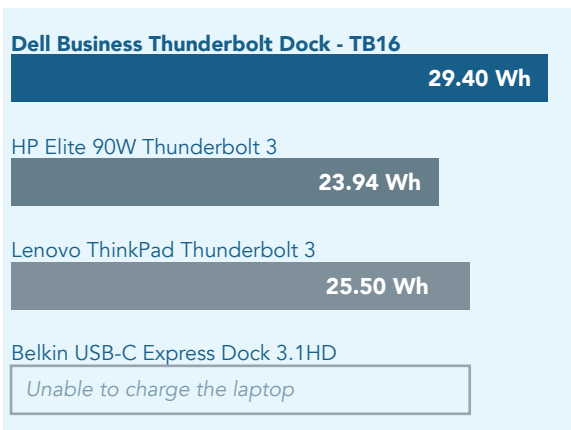 Dell Business Thunderbolt Dock - TB16
29.40 Wh
HP Elite 90W Thunderbolt 3
23.94 Wh
Lenovo ThinkPad Thunderbolt 3
25.50 Wh
Belkin USB-C Express Dock 3.1HD
Unable to charge the laptop